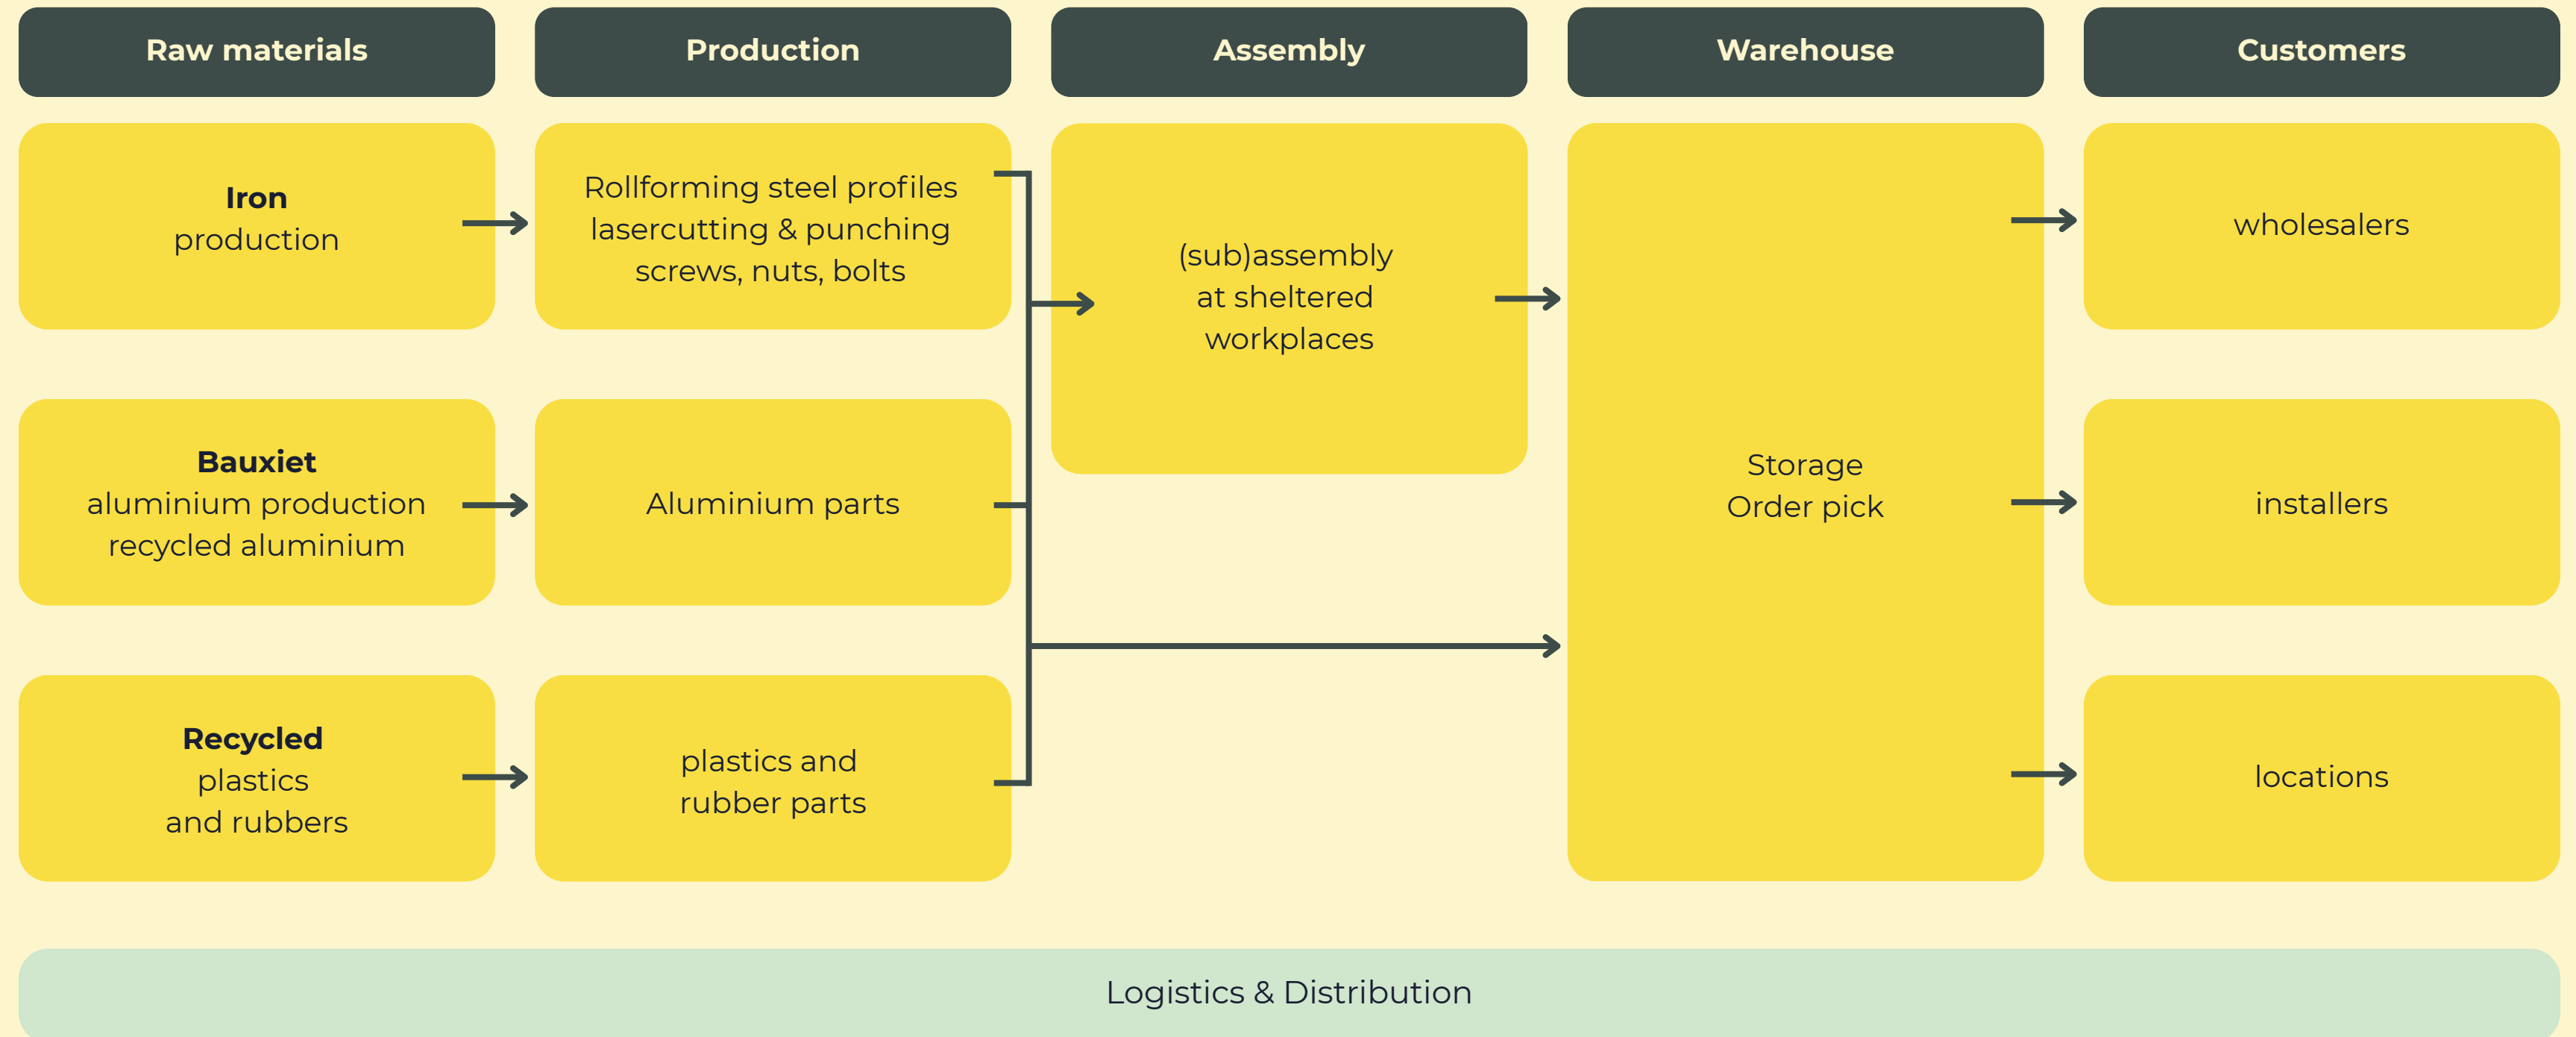 Raw materials
Production
Assembly
Warehouse
Customers
Iron
production
Rollforming steel profiles
lasercutting & punching
screws, nuts, bolts
(sub)assembly
at sheltered
workplaces
Storage
Order pick
wholesalers
Bauxiet
aluminium production
recycled aluminium
Aluminium parts
installers
Recycled
plastics
and rubbers
plastics and
rubber parts
locations
Logistics & Distribution